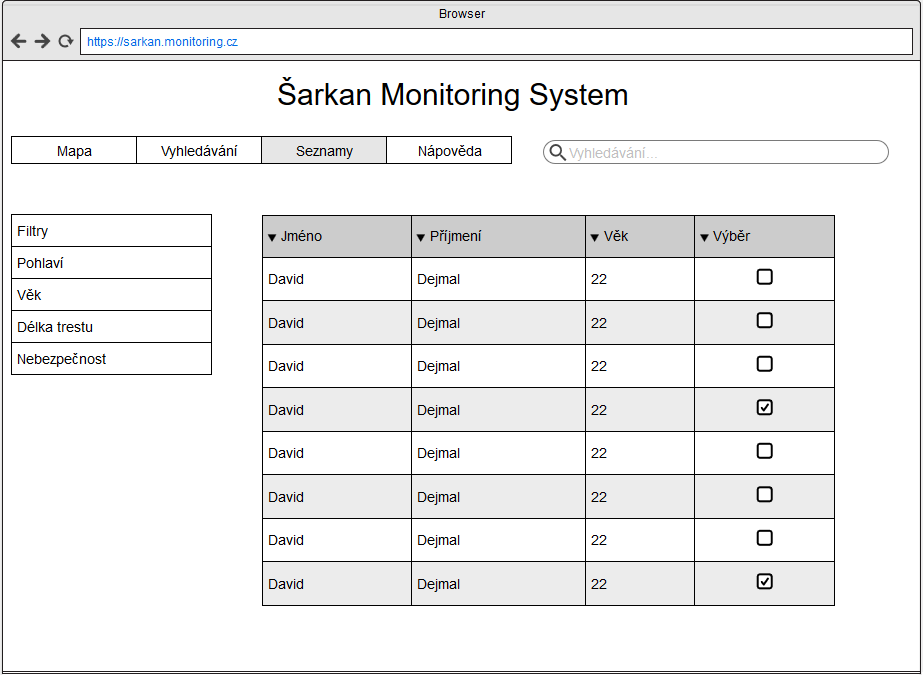 Browser
https://sarkan.monitoring.cz
Šarkan Monitoring System
Mapa Vyhledávání Seznamy Nápověda Vyhledávání...
Filtry
Pohlaví
Věk
Délka trestu
Nebezpečnost
Jméno Příjmení Věk Výběr
David Dejmal 22
David Dejmal 22
David Dejmal 22
David Dejmal 22
David Dejmal 22
David Dejmal 22
David Dejmal 22
David Dejmal 22